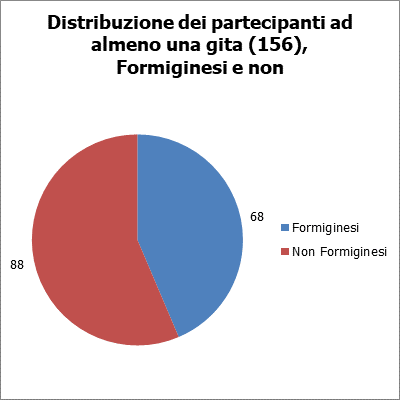 Distribuzione dei partecipanti ad
almeno una gita (156),
Formiginesi e non
68
Formiginesi
Non Formiginesi
88